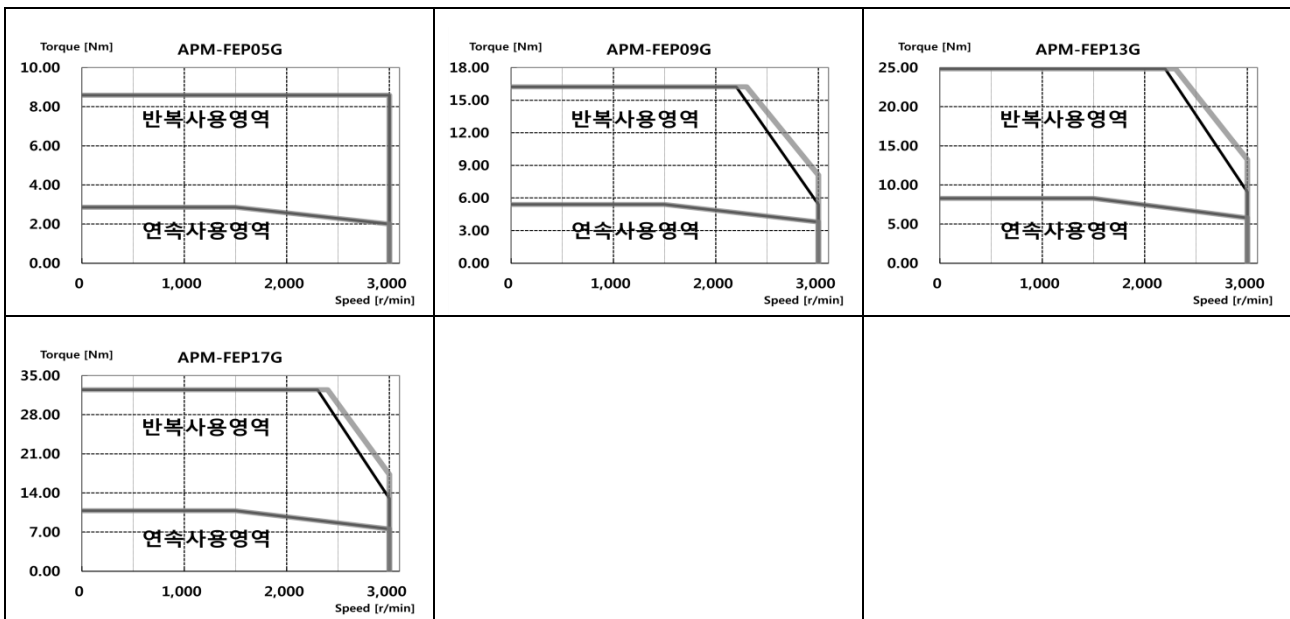 Torque [Nm]
APM-FEP05G
10.00
8.00
6.00
4.00
2.00
0.00
반복사용영역
연속사용영역
0 1,000 2,000 3,000
Speed [r/min]
Torque [Nm]
APM-FEP09G
18.00
15.00
12.00
9.00
6.00
3.00
0.00
반복사용영역
연속사용영역
0 1,000 2,000 3,000
Speed [r/min]
Torque [Nm]
APM-FEP13G
25.00
20.00
15.00
10.00
5.00
0.00
반복사용영역
연속사용영역
0 1,000 2,000 3,000
Speed [r/min]
Torque [Nm]
APM-FEP17G
35.00
28.00
21.00
14.00
7.00
0.00
반복사용영역
연속사용영역
0 1,000 2,000 3,000
Speed [r/min]